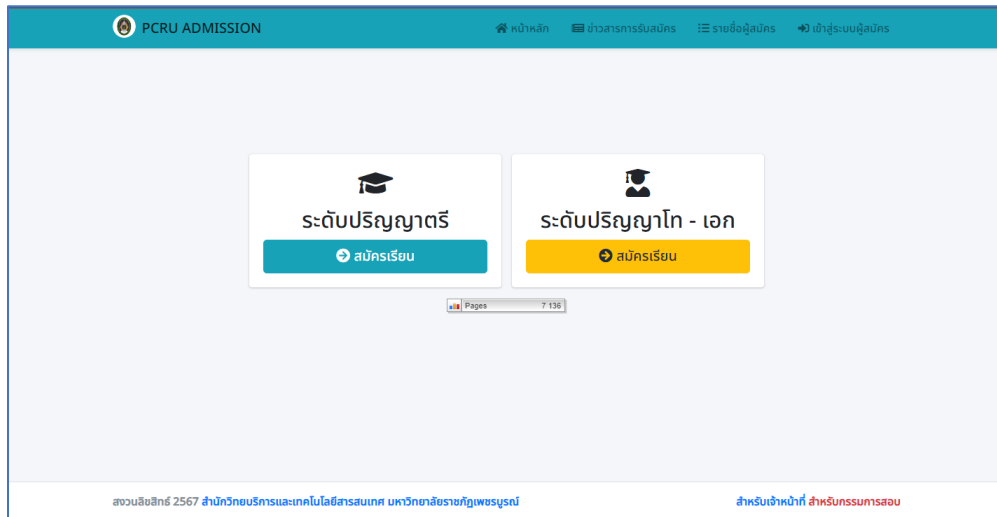 PCRU ADMISSION หน้าหลัก ข่าวสารการรับสมัคร รายชื่อผู้สมัคร เข้าสู่ระบบผู้สมัคร
ระดับปริญญาตรี
สมัครเรียน
ระดับปริญญาโท - เอก
สมัครเรียน
Pages 7 136
สงวนลิขสิทธ์ 2567 สำนักวิทยบริการและเทคโนโลยีสารสนเทศ มหาวิทยาลัยราชภัฏเพชรบูรณ์ สำหรับเจ้าหน้าที่ สำหรับกรรมการสอบ